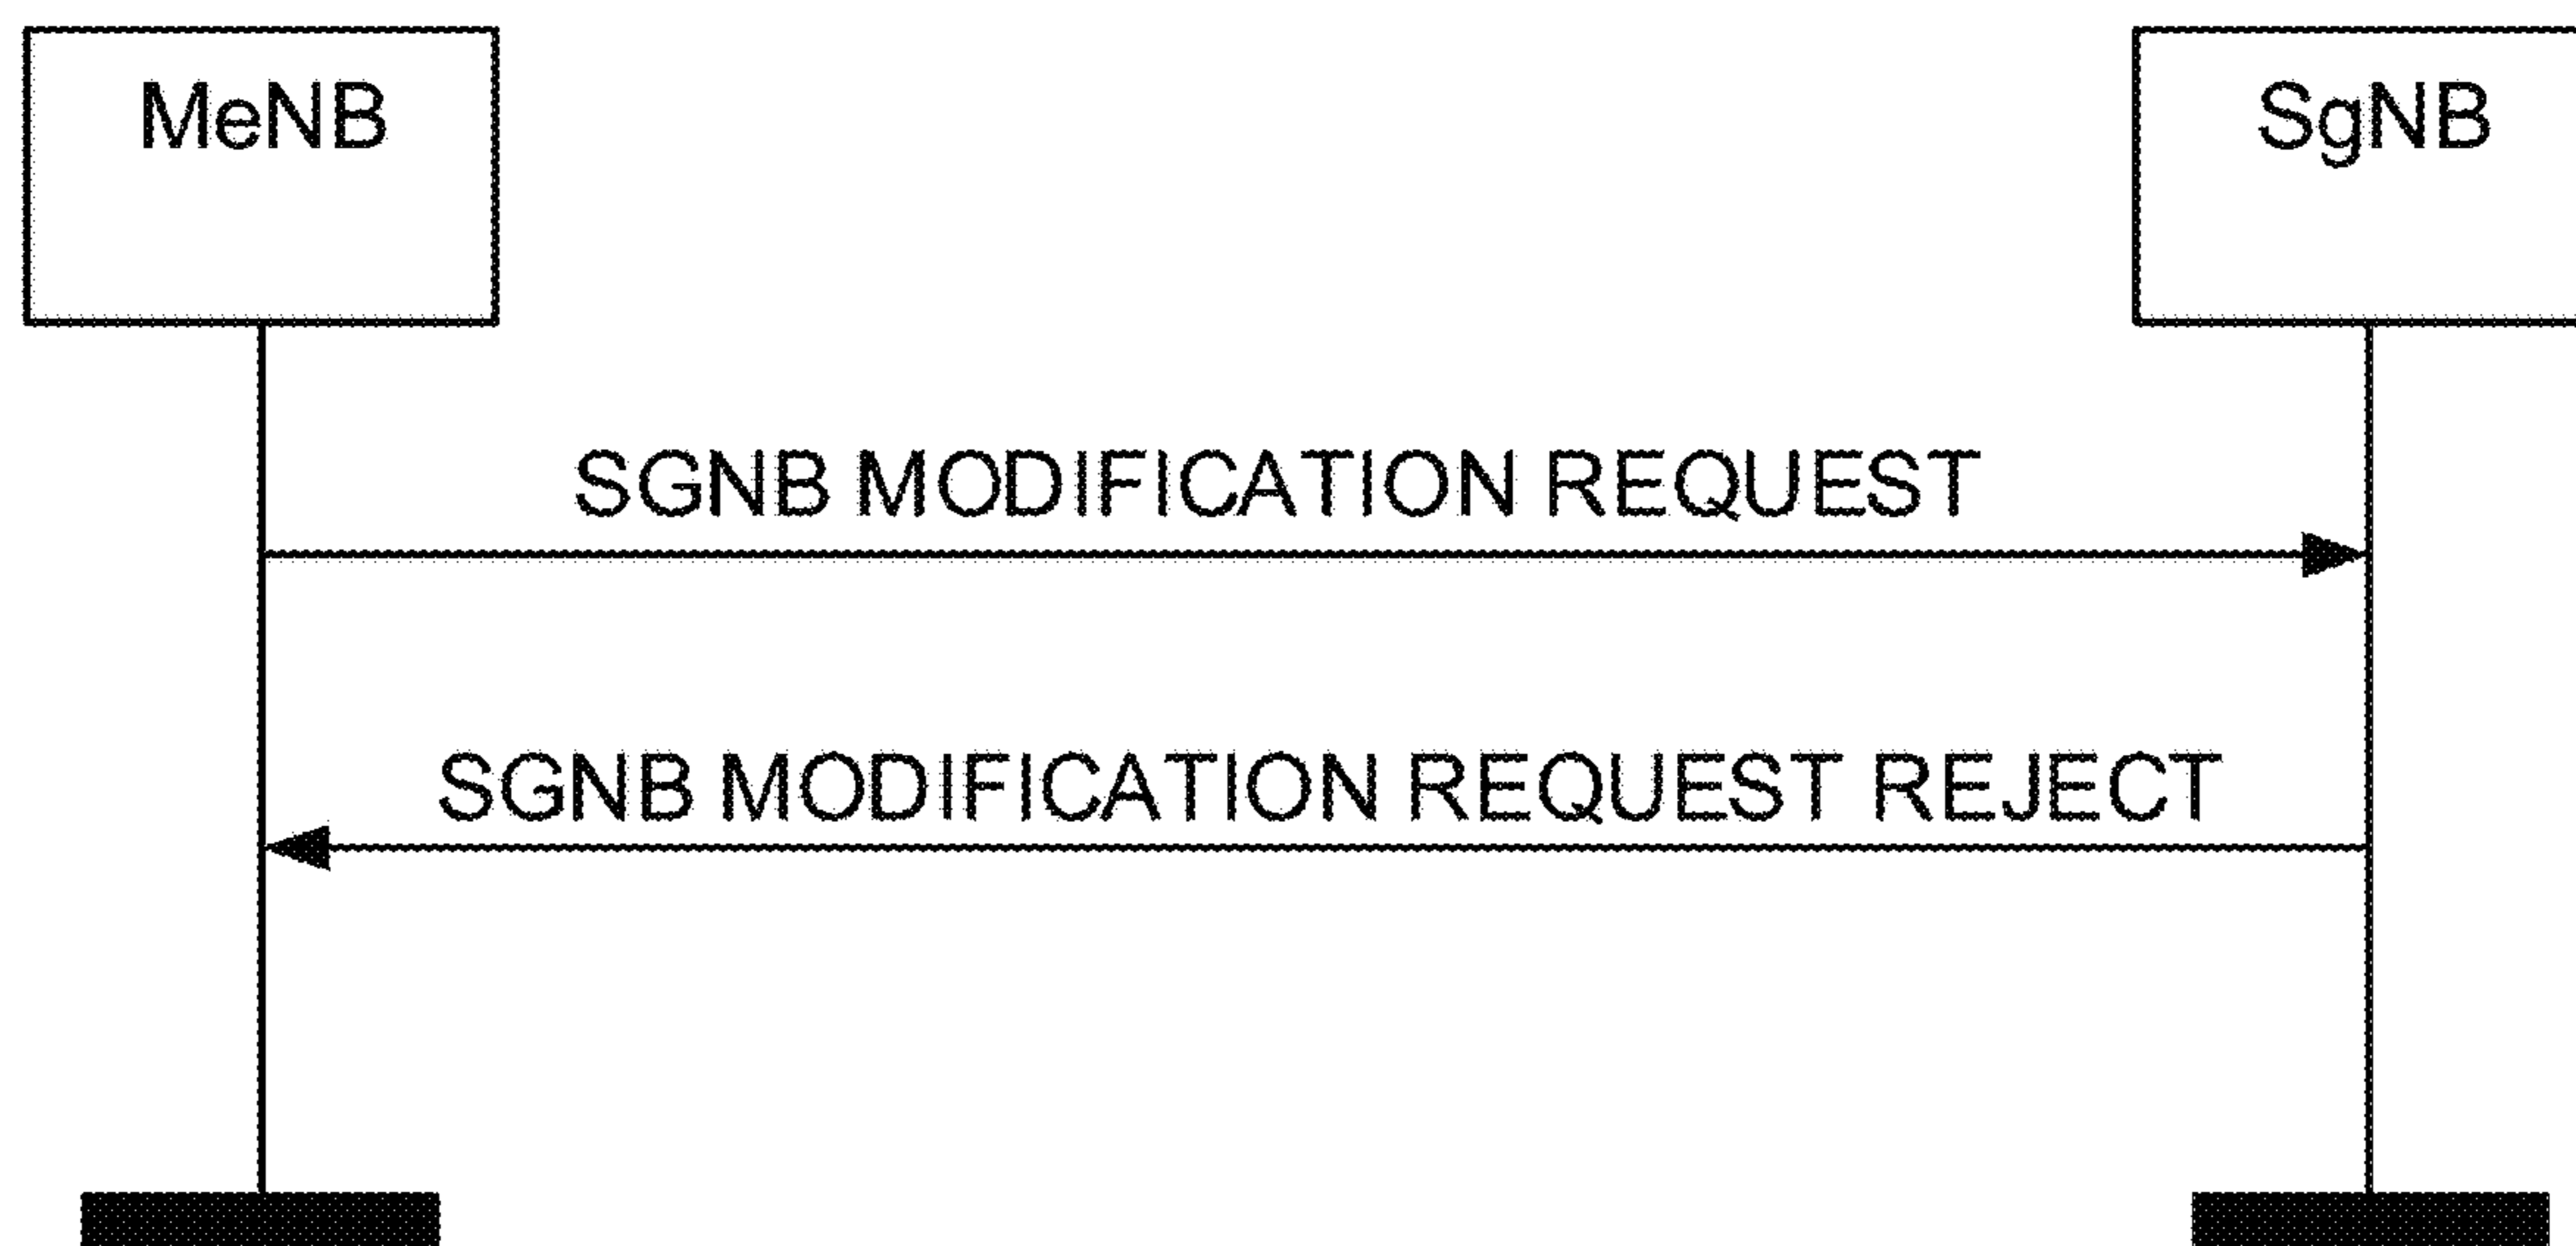 MeNB
SgNB
SGNB MODIFICATION REQUEST
SGNB MODIFICATION REQUEST REJECT